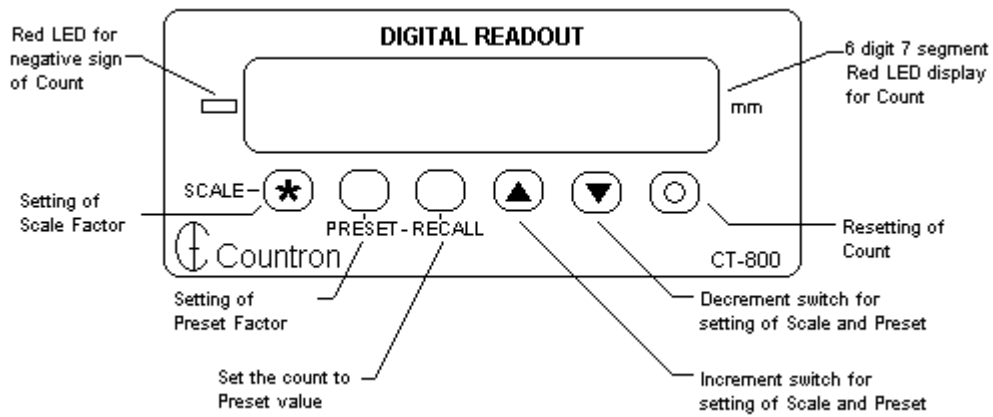 Red LED for
negative sign
of Count
DIGITAL READOUT
6 digit 7 segment
Red LED display
for Count
mm
SCALE
Setting of
Scale Factor
PRESET - RECALL
Resetting of
Count
Countron
CT-800
Setting of
Preset Factor
Decrement switch for
setting of Scale and Preset
Set the count to
Preset value
Increment switch for
setting of Scale and Preset